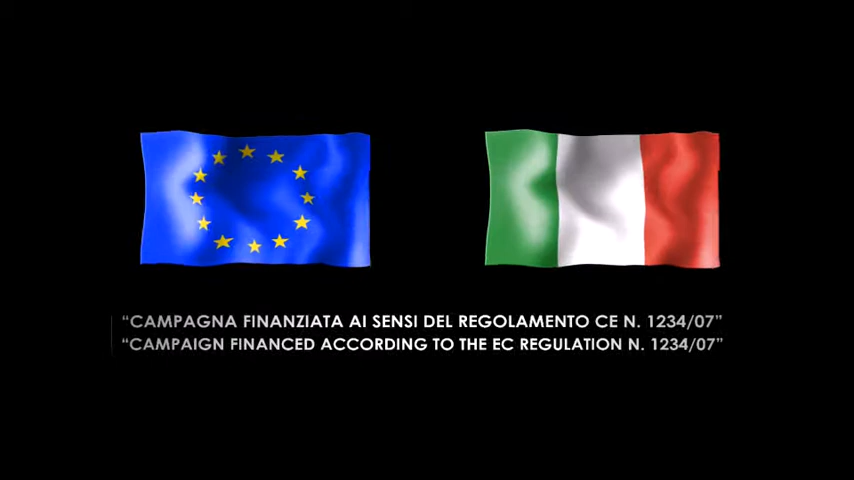 “CAMPAGNA FINANZIATA AI SENSI DEL REGOLAMENTO CE N. 1234/07”
“CAMPAIGN FINANCED ACCORDING TO THE EC REGULATION N. 1234/07”